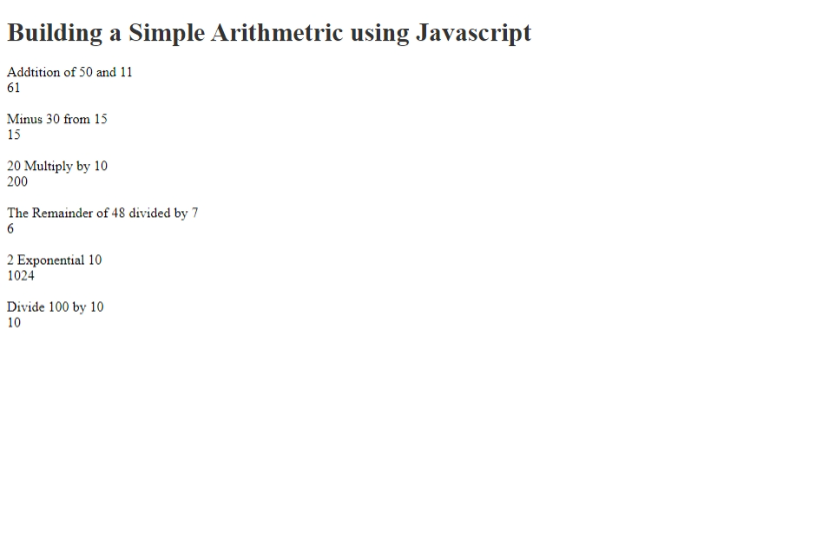 Building a Simple Arithmetric using Javascript
Addtition of 50 and 11
61
Minus 30 from 15
15
20 Multiply by 10
200
The Remainder of 48 divided by 7
6
2 Exponential 10
1024
Divide 100 by 10
10